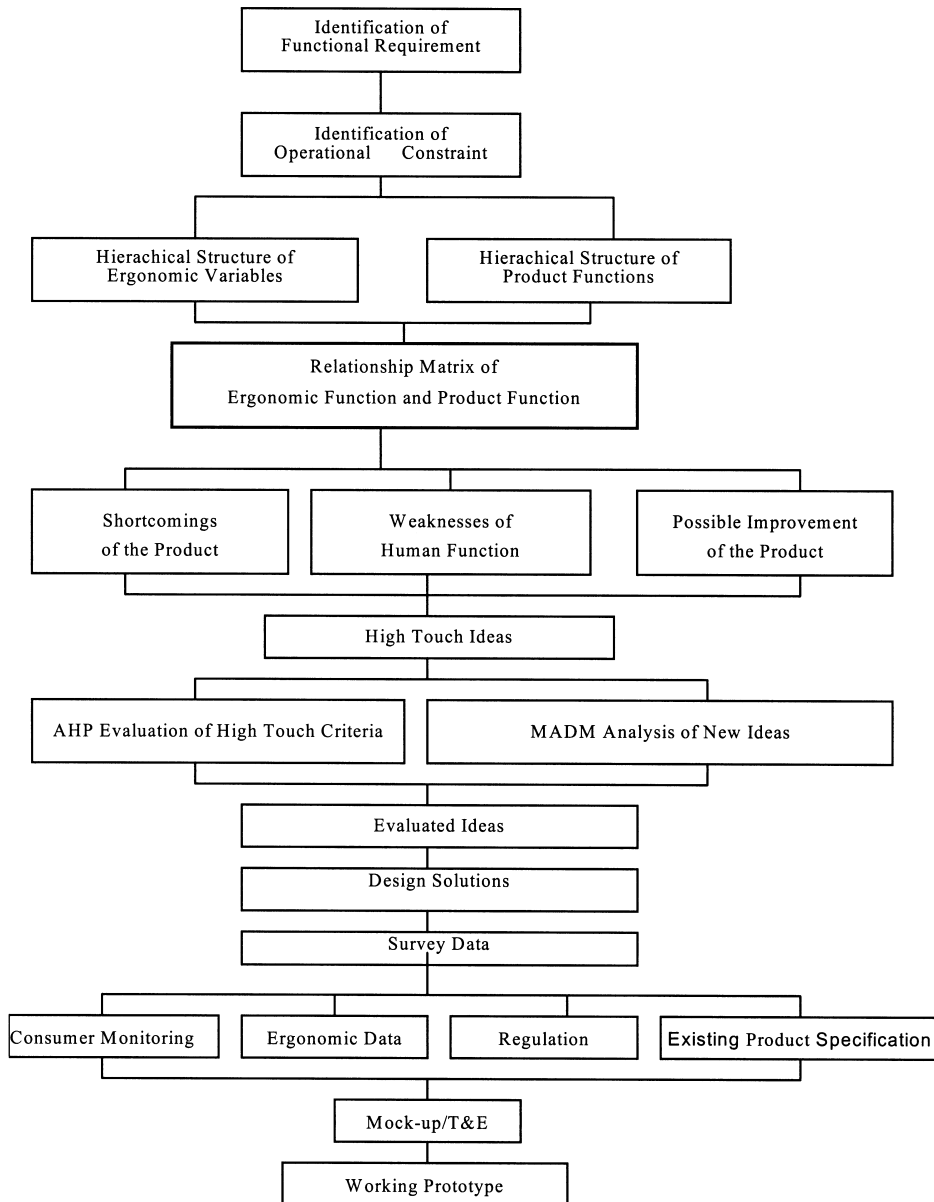 Identification of
Functional Requirement
Identification of
Operational Constraint
Hierachical Structure of
Ergonomic Variables
Hierachical Structure of
Product Functions
Relationship Matrix of
Ergonomic Function and Product Function
Shortcomings
of the Product
Weaknesses of
Human Function
Possible Improvement
of the Product
High Touch Ideas
AHP Evaluation of High Touch Criteria
MADM Analysis of New Ideas
Evaluated Ideas
Design Solutions
Survey Data
Consumer Monitoring
Ergonomic Data
Regulation
Existing Product Specification
Mock-up/T&E
Working Prototype